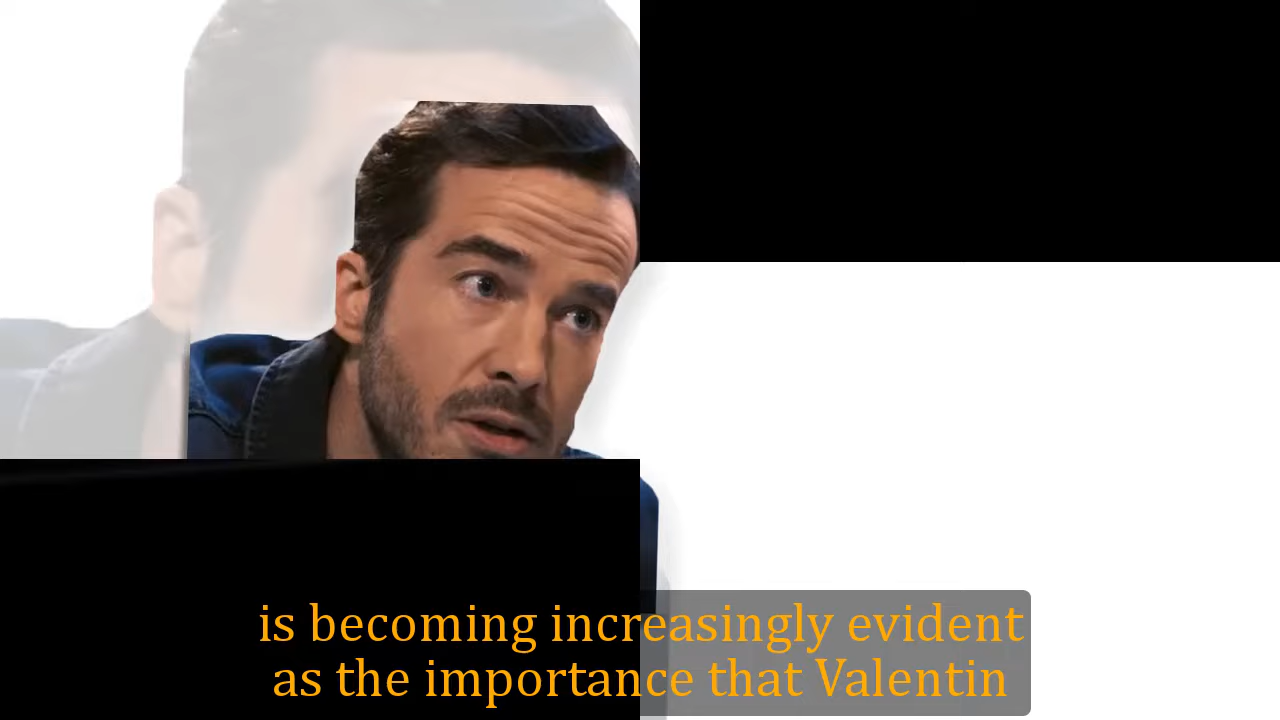 is becoming increasingly evident
as the importance that Valentin